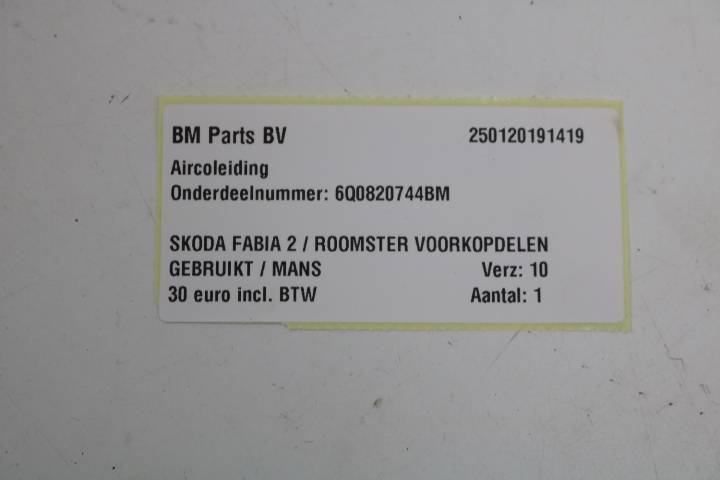 BM Parts BV 250120191419
Aircoleiding
Onderdeelnummer: 6Q0820744BM
SKODA FABIA 2 / ROOMSTER VOORKOPDELEN
GEBRUIKT / MANS Verz: 10
30 euro incl. BTW Aantal: 1